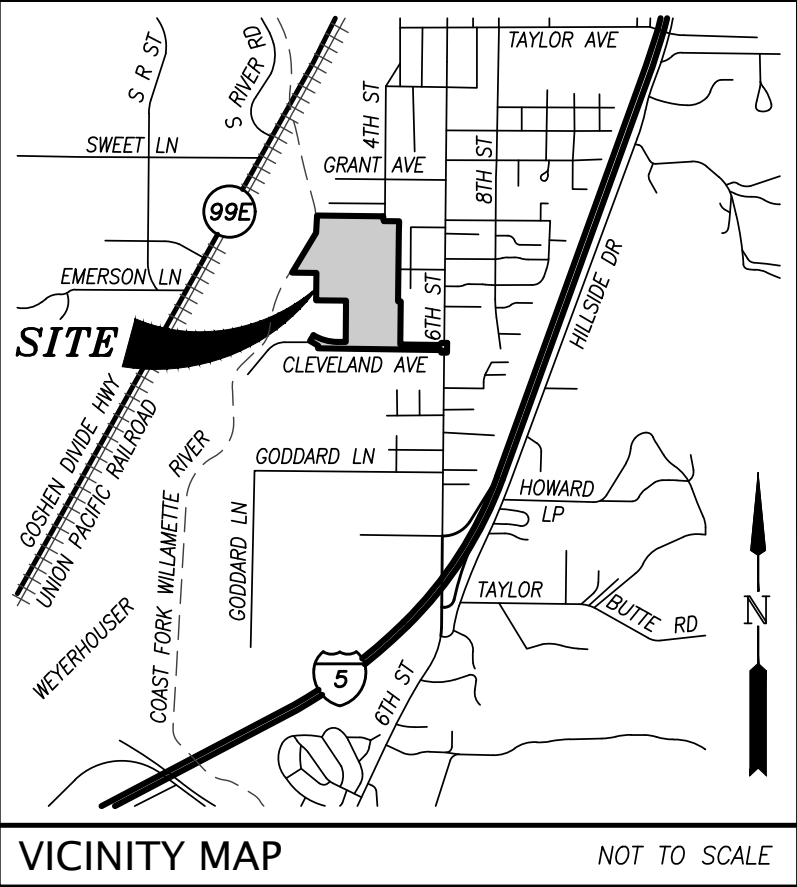 TAYLOR AVE
S R ST
S RIVER RD
4TH ST
SWEET LN
GRANT AVE
8TH ST
99E
HILLSIDE DR
EMERSON LN
6TH ST
SITE
CLEVELAND AVE
GOSHEN DIVIDE HWY
UNION PACIFIC RAILROAD
COAST FORK WILLAMETTE RIVER
GODDARD LN
GODDARD LN
HOWARD
LP
TAYLOR
BUTTE RD
N
WEYERHOUSER
5
6TH ST
VICINITY MAP
NOT TO SCALE